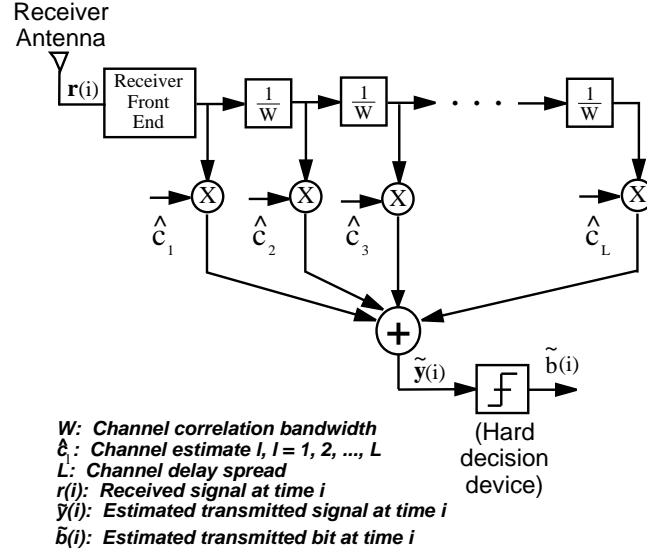 Receiver
Antenna
r(i)
Receiver
Front
End
1
W
1
W
· · · ·
1
W
X
X
X
X
ĉ₁
ĉ₂
ĉ₃
ĉ_L
+
ỹ(i)
b̃(i)
(Hard
decision
device)
W: Channel correlation bandwidth
ĉ_l : Channel estimate l, l = 1, 2, ..., L
L: Channel delay spread
r(i): Received signal at time i
ỹ(i): Estimated transmitted signal at time i
b̃(i): Estimated transmitted bit at time i